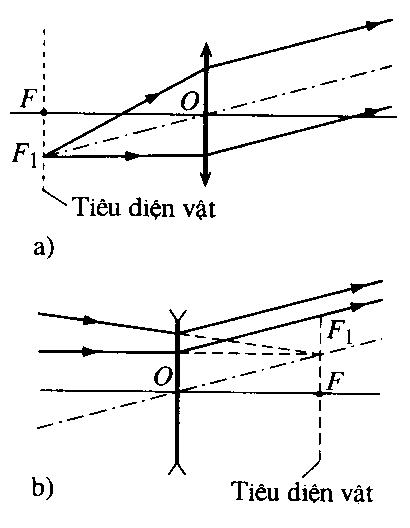 F
O
F₁
Tiêu diện vật
a)
F₁
O
F
b)
Tiêu diện vật